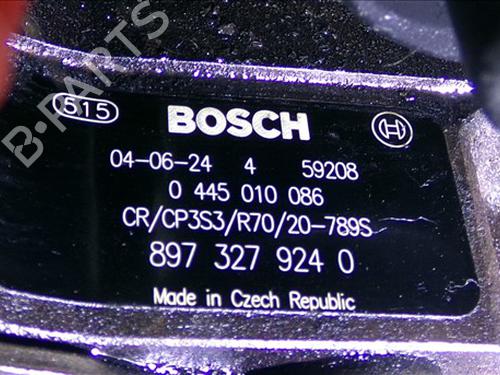 B-PARTS
515
BOSCH
04-06-24 4 59208
0 445 010 086
CR/CP3S3/R70/20-789S
897 327 924 0
Made in Czech Republic